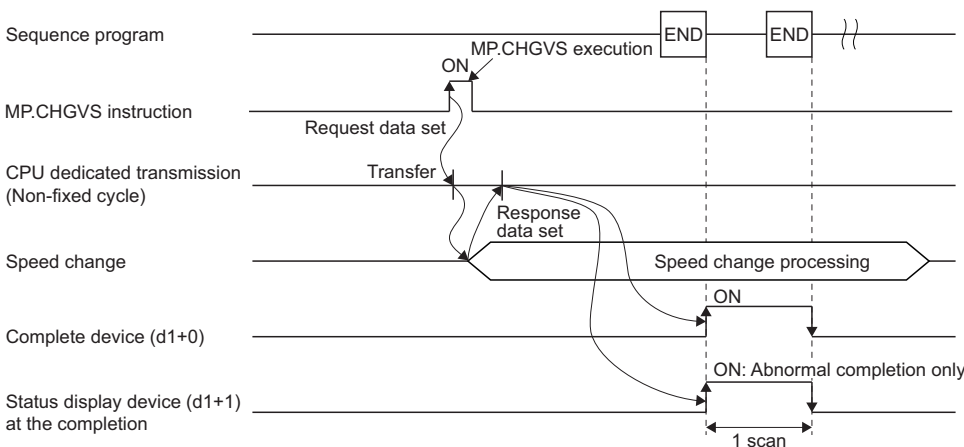 Sequence program
END
END
MP.CHGVS execution
ON
MP.CHGVS instruction
Request data set
CPU dedicated transmission
(Non-fixed cycle)
Transfer
Response
data set
Speed change
Speed change processing
ON
Complete device (d1+0)
ON: Abnormal completion only
Status display device (d1+1)
at the completion
1 scan